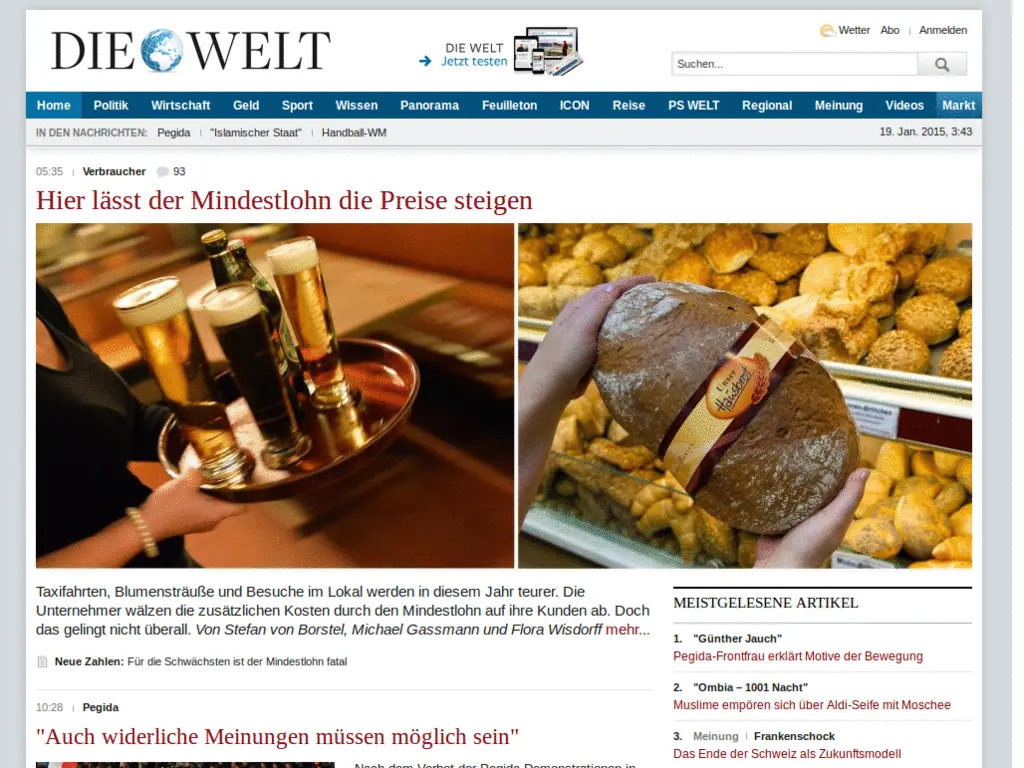 DIE WELT
DIE WELT
Jetzt testen
Wetter Abo Anmelden
Suchen...
Home Politik Wirtschaft Geld Sport Wissen Panorama Feuilleton ICON Reise PS WELT Regional Meinung Videos Markt
IN DEN NACHRICHTEN: Pegida "Islamischer Staat" Handball-WM
19. Jan. 2015, 3:43
05:35 Verbraucher 93
Hier lässt der Mindestlohn die Preise steigen
Unser
Hausbrot
Taxifahrten, Blumensträuße und Besuche im Lokal werden in diesem Jahr teurer. Die
Unternehmer wälzen die zusätzlichen Kosten durch den Mindestlohn auf ihre Kunden ab. Doch
das gelingt nicht überall. Von Stefan von Borstel, Michael Gassmann und Flora Wisdorff mehr...
Neue Zahlen: Für die Schwächsten ist der Mindestlohn fatal
10:28 Pegida
"Auch widerliche Meinungen müssen möglich sein"
Nach dem Verbot der Pegida-Demonstrationen in
MEISTGELESENE ARTIKEL
1. "Günther Jauch"
Pegida-Frontfrau erklärt Motive der Bewegung
2. "Ombia – 1001 Nacht"
Muslime empören sich über Aldi-Seife mit Moschee
3. Meinung Frankenschock
Das Ende der Schweiz als Zukunftsmodell